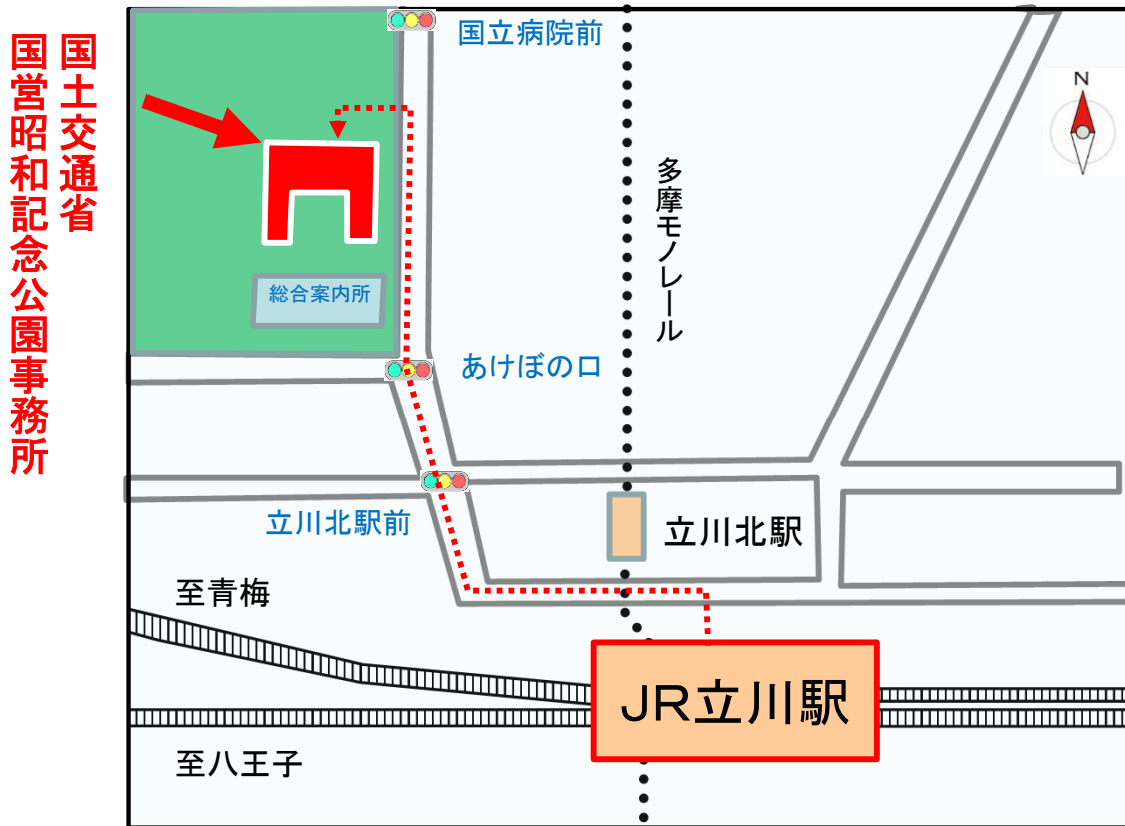 国土交通省
国営昭和記念公園事務所
国立病院前
N
多摩モノレール
総合案内所
あけぼの口
立川北駅前
立川北駅
至青梅
JR立川駅
至八王子